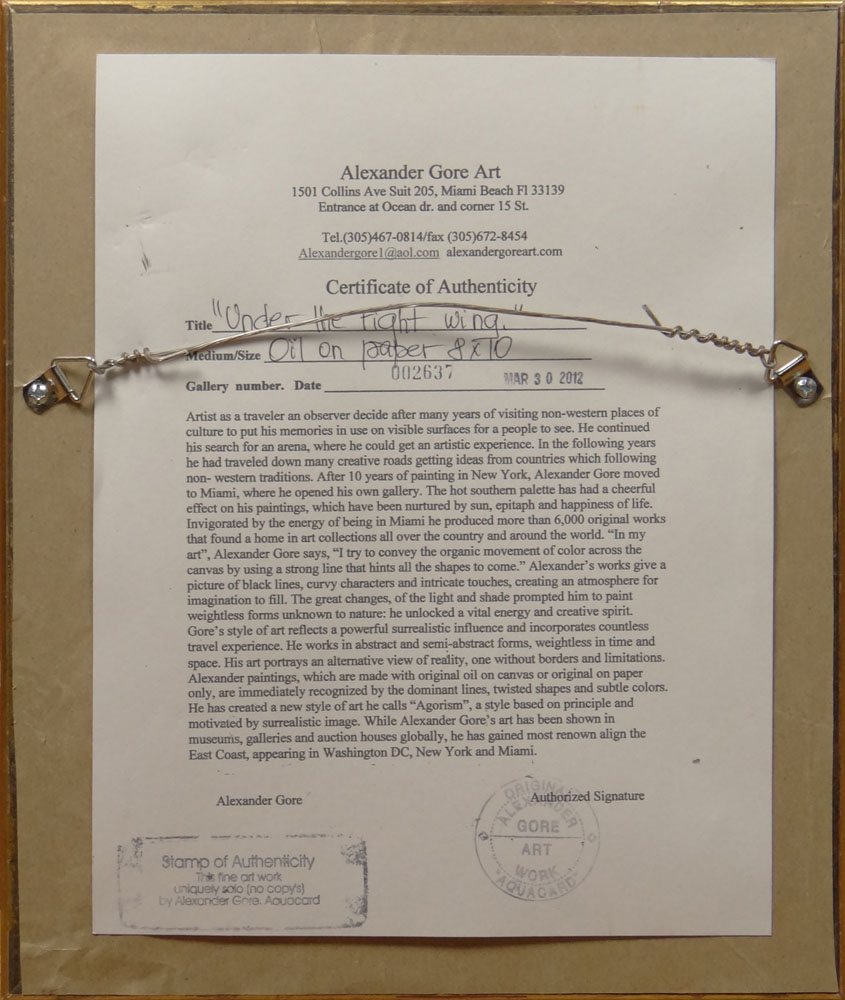 Alexander Gore Art
1501 Collins Ave Suit 205, Miami Beach Fl 33139
Entrance at Ocean dr. and corner 15 St.
Tel.(305)467-0814/fax (305)672-8454
Alexandergore1@aol.com alexandergoreart.com
Certificate of Authenticity
Title "Under the right wing."
Medium/Size Oil on paper 8x10
Gallery number. Date 002637 MAR 30 2012
Artist as a traveler an observer decide after many years of visiting non-western places of
culture to put his memories in use on visible surfaces for a people to see. He continued
his search for an arena, where he could get an artistic experience. In the following years
he had traveled down many creative roads getting ideas from countries which following
non- western traditions. After 10 years of painting in New York, Alexander Gore moved
to Miami, where he opened his own gallery. The hot southern palette has had a cheerful
effect on his paintings, which have been nurtured by sun, epitaph and happiness of life.
Invigorated by the energy of being in Miami he produced more than 6,000 original works
that found a home in art collections all over the country and around the world. “In my
art”, Alexander Gore says, “I try to convey the organic movement of color across the
canvas by using a strong line that hints all the shapes to come.” Alexander’s works give a
picture of black lines, curvy characters and intricate touches, creating an atmosphere for
imagination to fill. The great changes, of the light and shade prompted him to paint
weightless forms unknown to nature: he unlocked a vital energy and creative spirit.
Gore’s style of art reflects a powerful surrealistic influence and incorporates countless
travel experience. He works in abstract and semi-abstract forms, weightless in time and
space. His art portrays an alternative view of reality, one without borders and limitations.
Alexander paintings, which are made with original oil on canvas or original on paper
only, are immediately recognized by the dominant lines, twisted shapes and subtle colors.
He has created a new style of art he calls “Agorism”, a style based on principle and
motivated by surrealistic image. While Alexander Gore’s art has been shown in
museums, galleries and auction houses globally, he has gained most renown align the
East Coast, appearing in Washington DC, New York and Miami.
Alexander Gore Authorized Signature
Stamp of Authenticity
This fine art work
uniquely solo (no copy's)
by Alexander Gore. Aquacard
ORIGINAL
ALEXANDER
GORE
ART
WORK
"AQUACARD"